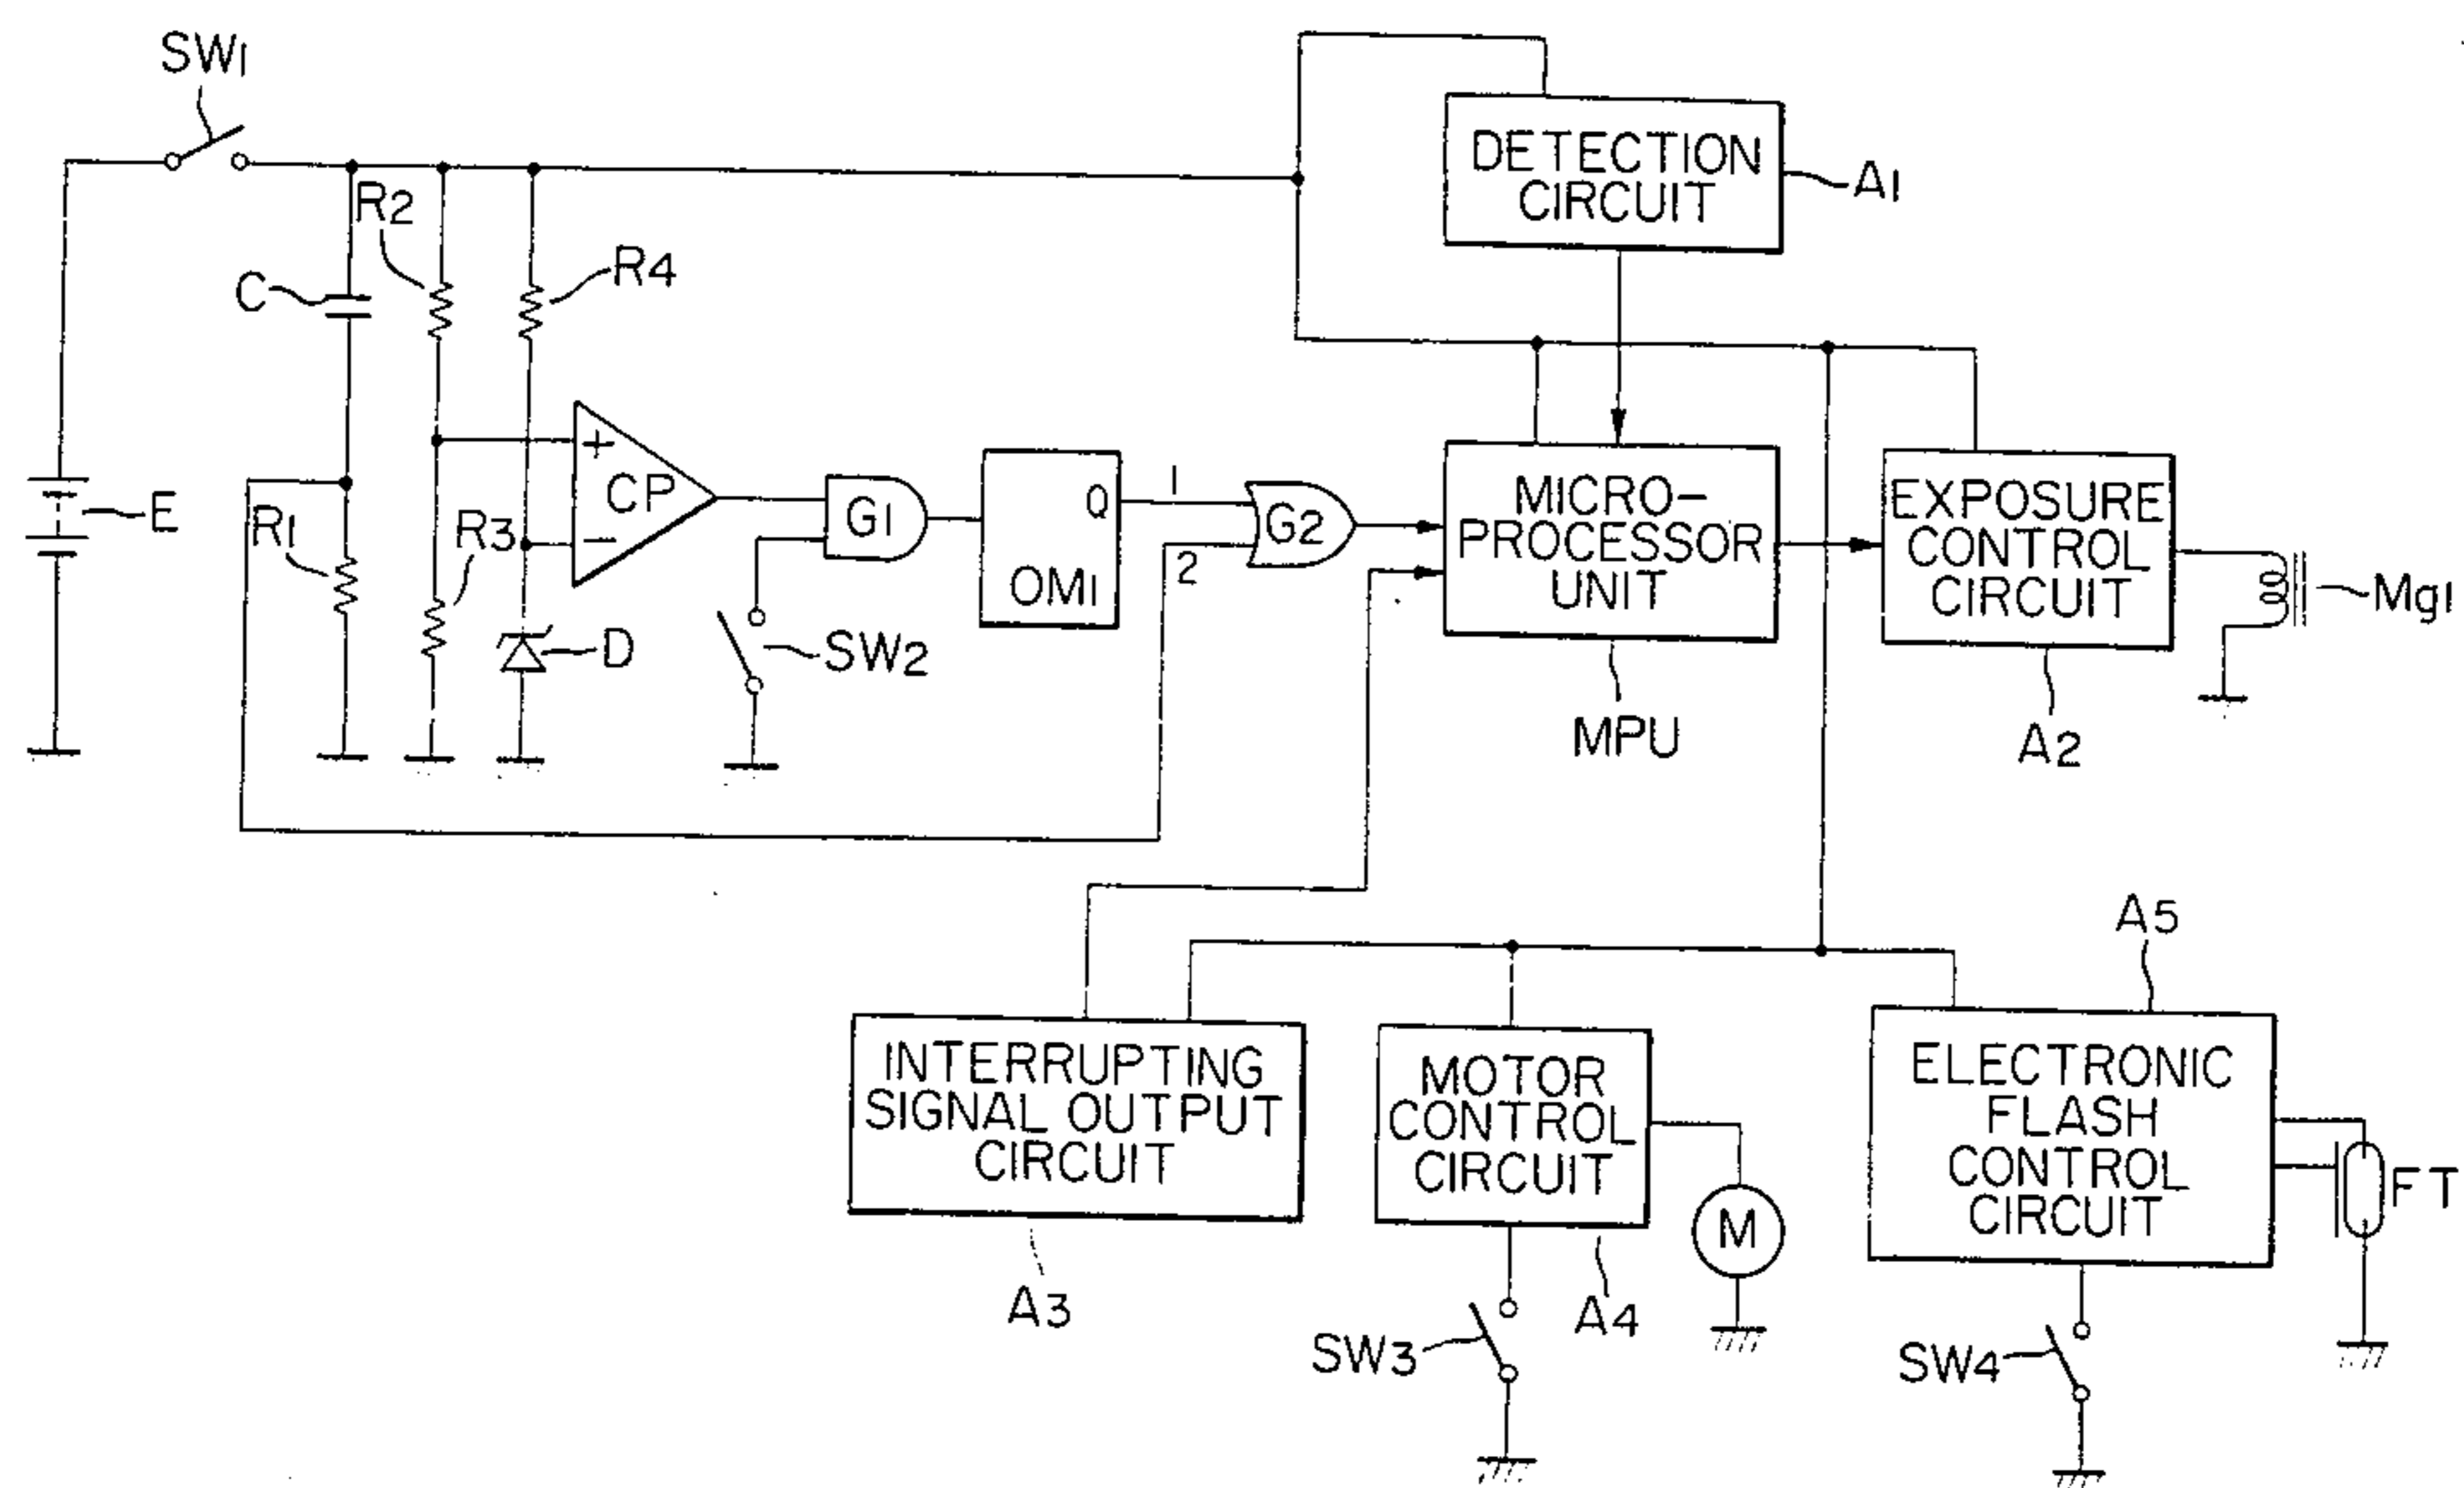 SW1
DETECTION
CIRCUIT
A1
R2
R4
C
E
R1
R3
+
CP
−
G1
Q
OM1
1
G2
2
MICRO-
PROCESSOR
UNIT
EXPOSURE
CONTROL
CIRCUIT
Mg1
D
SW2
MPU
A2
A5
INTERRUPTING
SIGNAL OUTPUT
CIRCUIT
MOTOR
CONTROL
CIRCUIT
ELECTRONIC
FLASH
CONTROL
CIRCUIT
FT
M
A3
A4
SW3
SW4